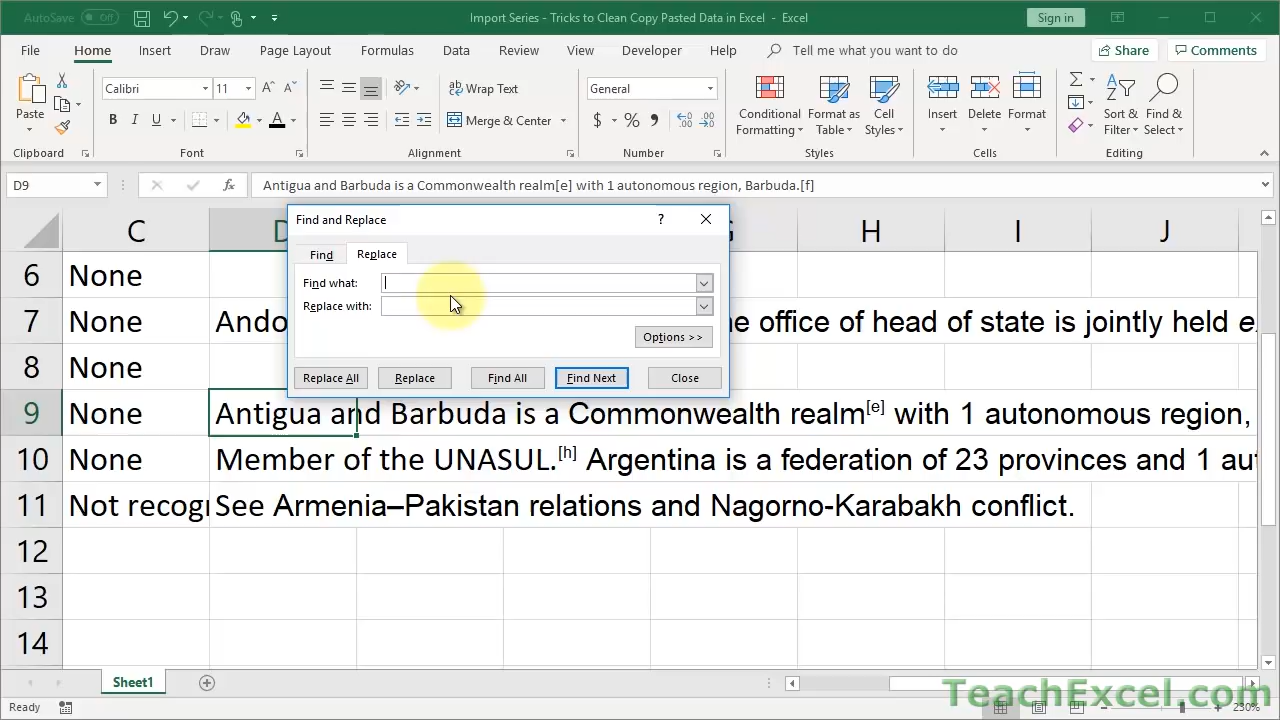 AutoSave Off Import Series - Tricks to Clean Copy Pasted Data in Excel - Excel Sign in
File Home Insert Draw Page Layout Formulas Data Review View Developer Help Tell me what you want to do Share Comments
Paste Calibri 11 Wrap Text General Conditional Formatting Format as Table Cell Styles Insert Delete Format Sort & Filter Find & Select
B I U A Merge & Center $ % ,
Clipboard Font Alignment Number Styles Cells Editing
D9 fx Antigua and Barbuda is a Commonwealth realm[e] with 1 autonomous region, Barbuda.[f]
C D G H I J
Find and Replace ? 
Find Replace
Find what:
Replace with:
Options >>
Replace All Replace Find All Find Next Close
6 None
7 None Ando e office of head of state is jointly held e
8 None
9 None Antigua and Barbuda is a Commonwealth realm[e] with 1 autonomous region,
10 None Member of the UNASUL.[h] Argentina is a federation of 23 provinces and 1 au
11 Not recogr See Armenia–Pakistan relations and Nagorno-Karabakh conflict.
12
13
14
Sheet1
TeachExcel.com
Ready 230%